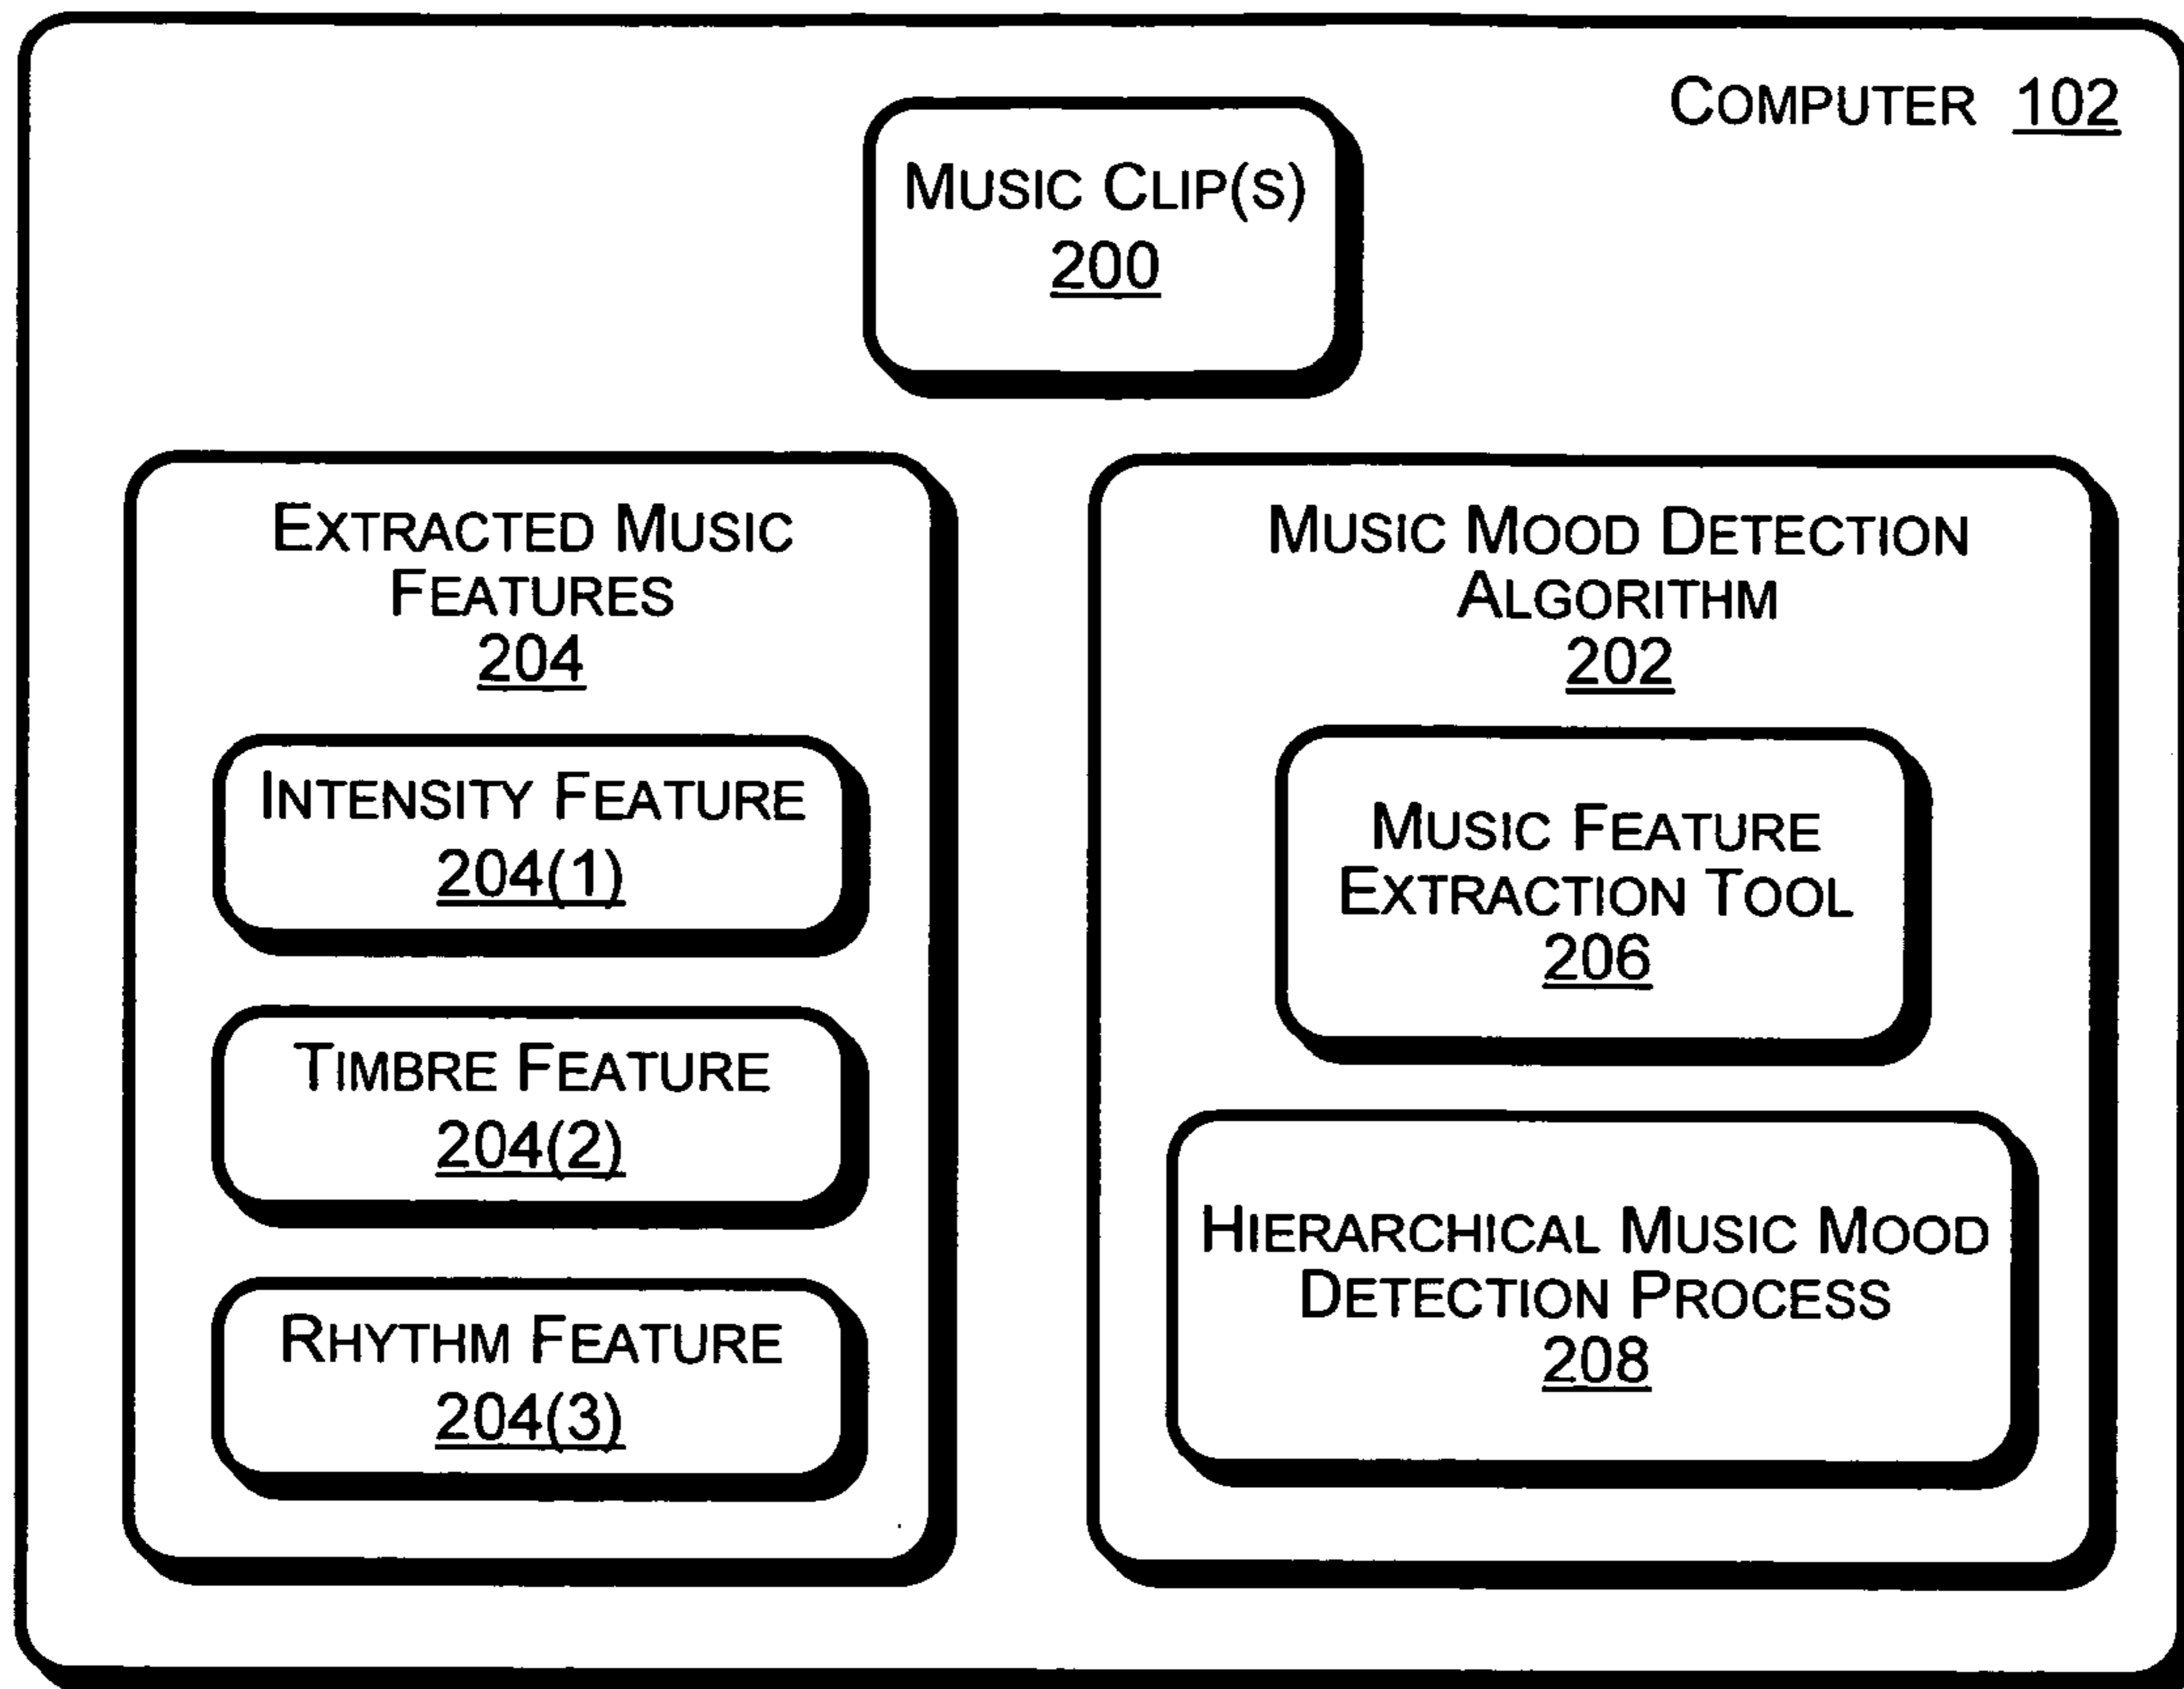 COMPUTER 102
MUSIC CLIP(S)
200
EXTRACTED MUSIC
FEATURES
204
INTENSITY FEATURE
204(1)
TIMBRE FEATURE
204(2)
RHYTHM FEATURE
204(3)
MUSIC MOOD DETECTION
ALGORITHM
202
MUSIC FEATURE
EXTRACTION TOOL
206
HIERARCHICAL MUSIC MOOD
DETECTION PROCESS
208